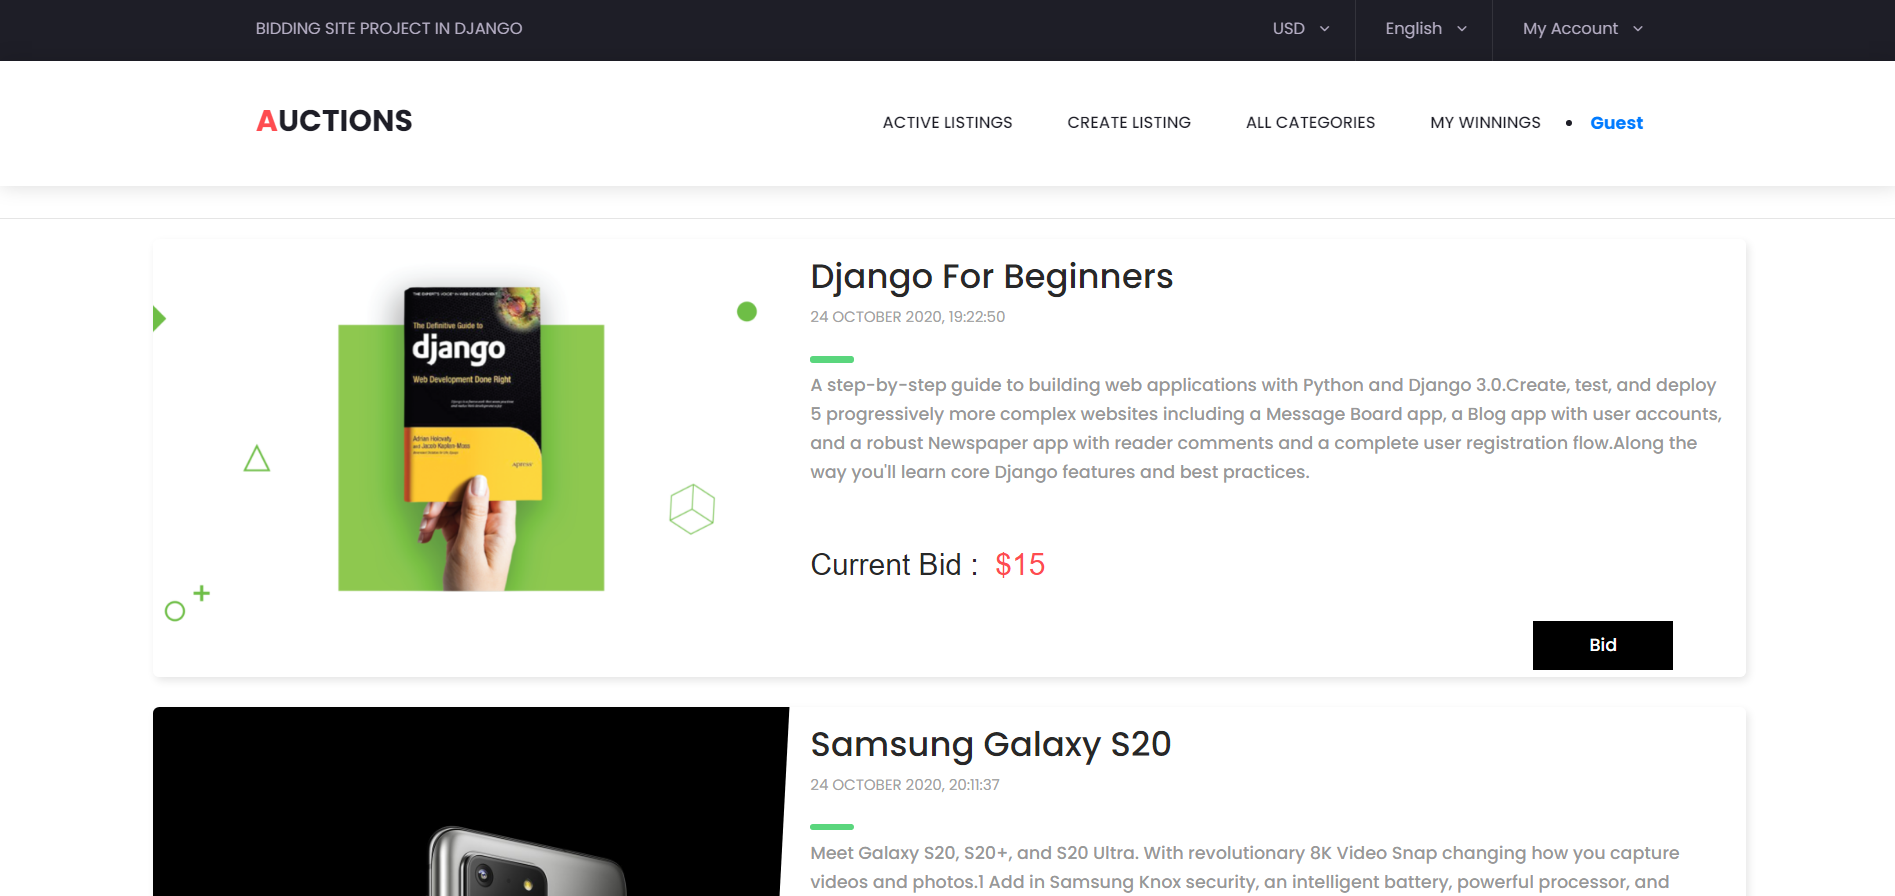 BIDDING SITE PROJECT IN DJANGO
USD
English
My Account
AUCTIONS
ACTIVE LISTINGS
CREATE LISTING
ALL CATEGORIES
MY WINNINGS
Guest
THE EXPERT'S VOICE® IN WEB DEVELOPMENT
The Definitive Guide to
django
Web Development Done Right
Adrian Holovaty
and Jacob Kaplan-Moss
apress
Django For Beginners
24 OCTOBER 2020, 19:22:50
A step-by-step guide to building web applications with Python and Django 3.0.Create, test, and deploy
5 progressively more complex websites including a Message Board app, a Blog app with user accounts,
and a robust Newspaper app with reader comments and a complete user registration flow.Along the
way you'll learn core Django features and best practices.
Current Bid : $15
Bid
Samsung Galaxy S20
24 OCTOBER 2020, 20:11:37
Meet Galaxy S20, S20+, and S20 Ultra. With revolutionary 8K Video Snap changing how you capture
videos and photos.1 Add in Samsung Knox security, an intelligent battery, powerful processor, and